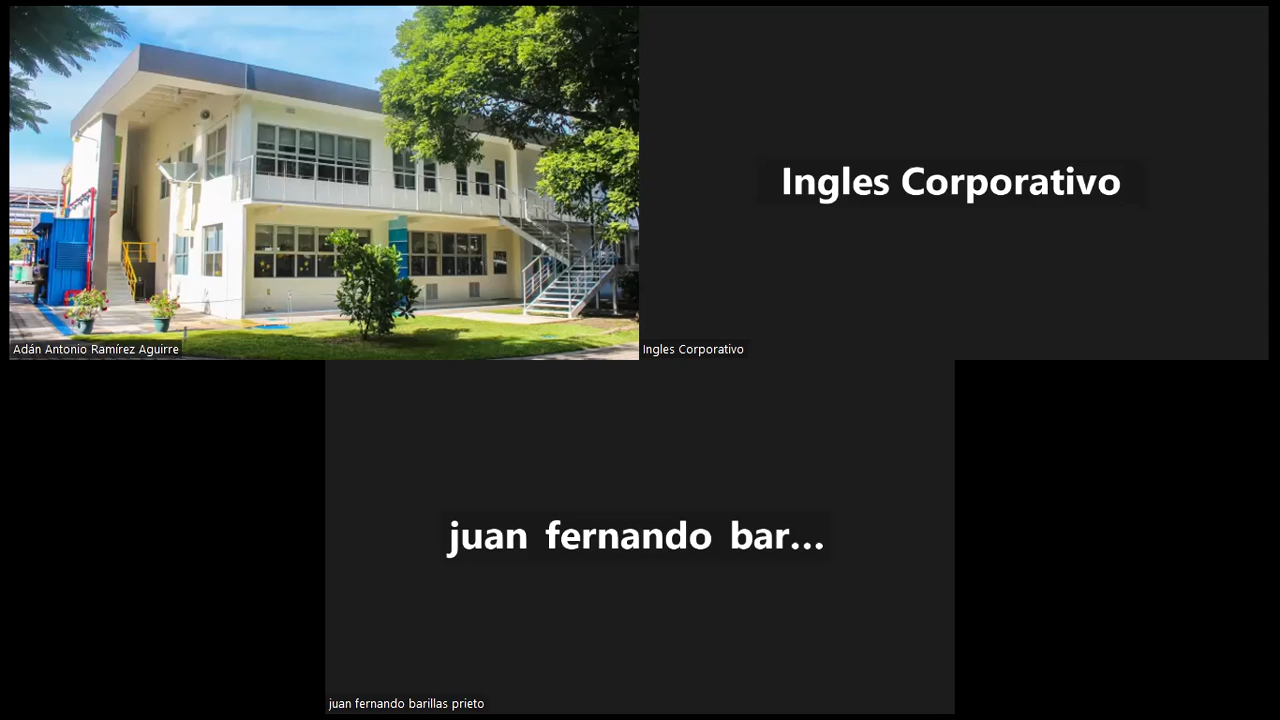 Ingles Corporativo
Adán Antonio Ramírez Aguirre
Ingles Corporativo
juan fernando bar...
juan fernando barillas prieto